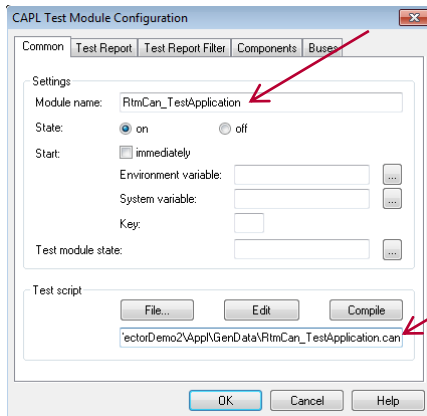 CAPL Test Module Configuration
Common Test Report Test Report Filter Components Buses
Settings
Module name: RtmCan_TestApplication
State: on off
Start: immediately
Environment variable: ...
System variable: ...
Key:
Test module state: ...
Test script
File... Edit Compile
'ectorDemo2\Appl\GenData\RtmCan_TestApplication.can
OK Cancel Help